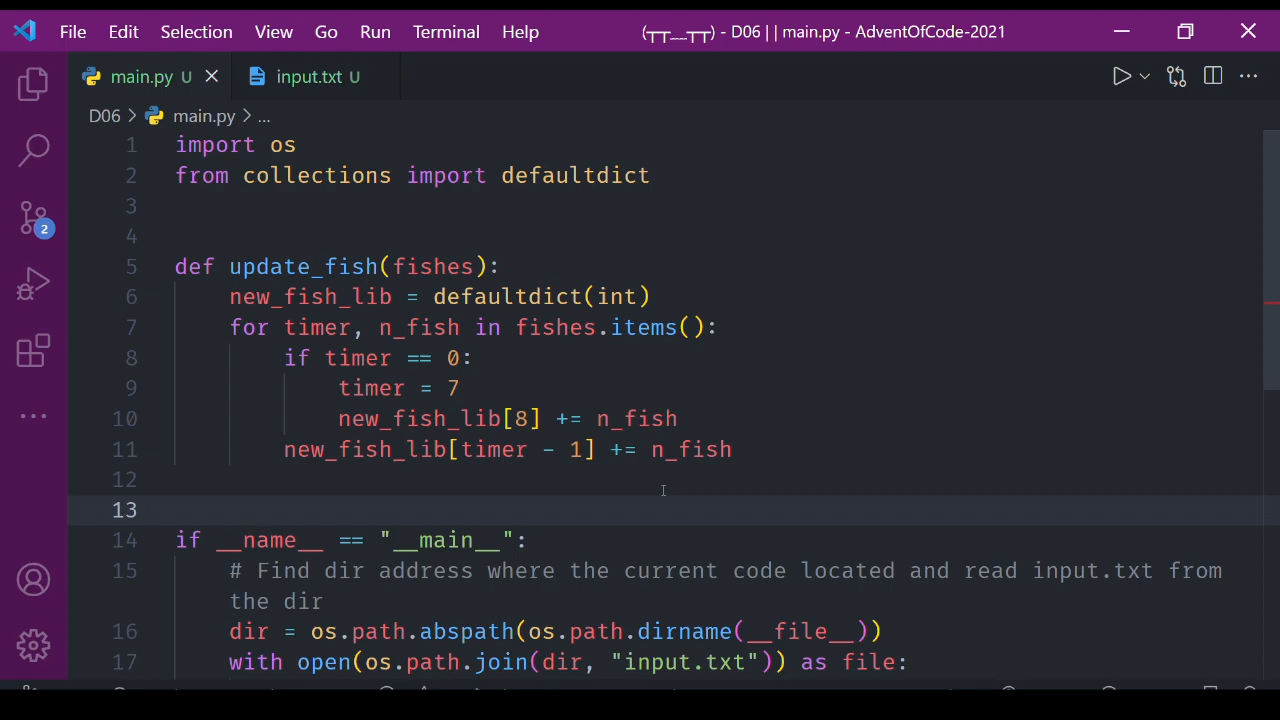 File Edit Selection View Go Run Terminal Help (┬┬﹏┬┬) - D06 || main.py - AdventOfCode-2021
main.py U input.txt U
D06 > main.py > ...
1 import os
2 from collections import defaultdict
3
4
5 def update_fish(fishes):
6 new_fish_lib = defaultdict(int)
7 for timer, n_fish in fishes.items():
8 if timer == 0:
9 timer = 7
10 new_fish_lib[8] += n_fish
11 new_fish_lib[timer - 1] += n_fish
12
13
14 if __name__ == "__main__":
15 # Find dir address where the current code located and read input.txt from
the dir
16 dir = os.path.abspath(os.path.dirname(__file__))
17 with open(os.path.join(dir, "input.txt")) as file:
2